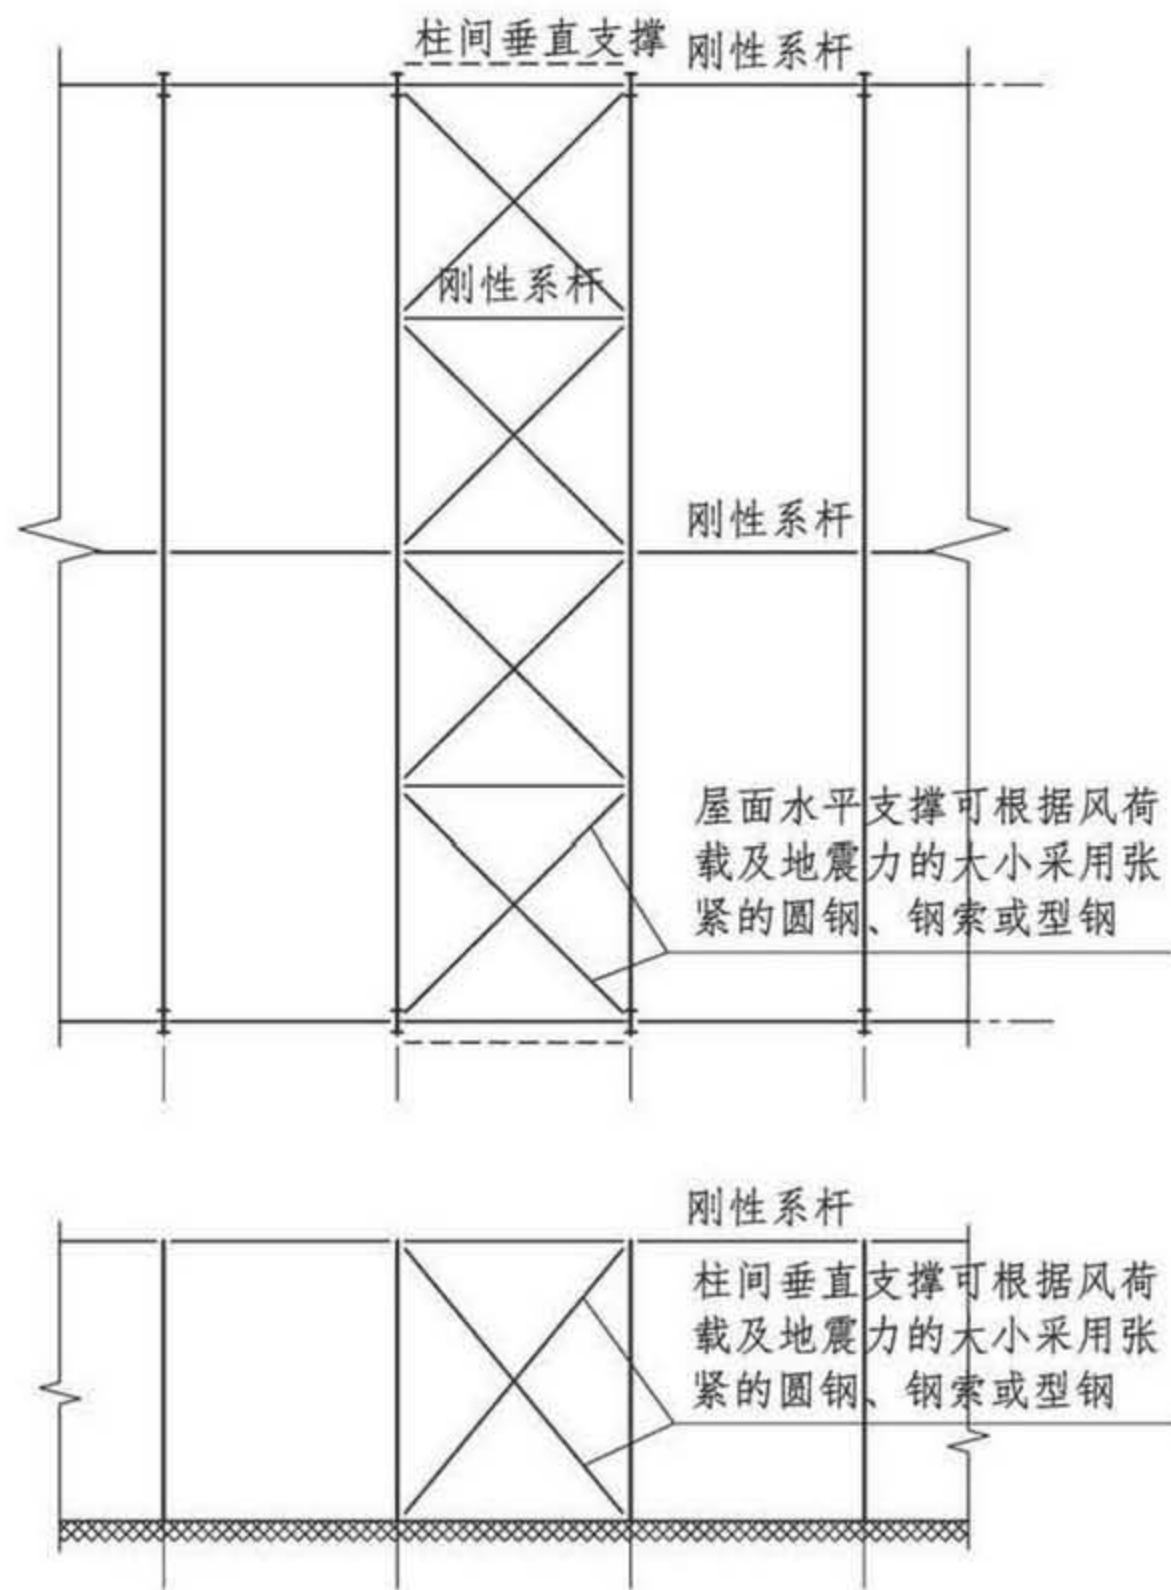 柱间垂直支撑
刚性系杆
刚性系杆
刚性系杆
屋面水平支撑可根据风荷
载及地震力的大小采用张
紧的圆钢、钢索或型钢
刚性系杆
柱间垂直支撑可根据风荷
载及地震力的大小采用张
紧的圆钢、钢索或型钢